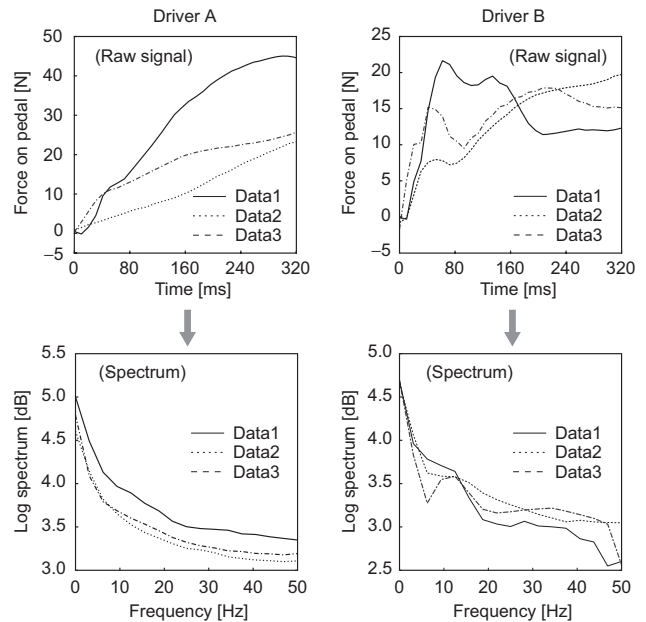 Driver A
Driver B
(Raw signal)
Force on pedal [N]
50
40
30
20
10
0
–5
0
80
160
240
320
Time [ms]
Data1
Data2
Data3
(Raw signal)
Force on pedal [N]
25
20
15
10
5
0
–5
0
80
160
240
320
Time [ms]
Data1
Data2
Data3
(Spectrum)
Log spectrum [dB]
5.5
5.0
4.5
4.0
3.5
3.0
0
10
20
30
40
50
Frequency [Hz]
Data1
Data2
Data3
(Spectrum)
Log spectrum [dB]
5.0
4.5
4.0
3.5
3.0
2.5
0
10
20
30
40
50
Frequency [Hz]
Data1
Data2
Data3